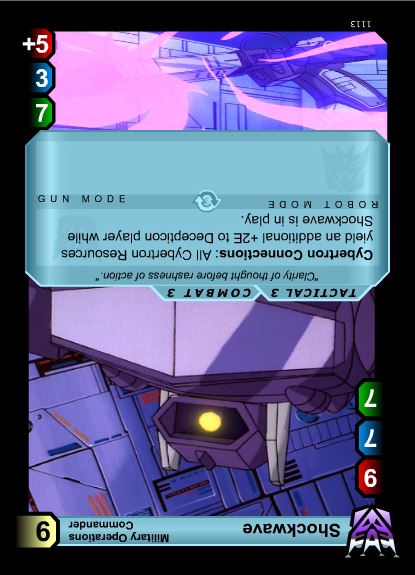 Shockwave
Military Operations
Commander
6
6
7
7
TACTICAL 3
COMBAT 3
"Clarity of thought before rashness of action."
Cybertron Connections: All Cybertron Resources
yield an additional +2E to Decepticon player while
Shockwave is in play.
ROBOT MODE
GUN MODE
+5
3
7
1113